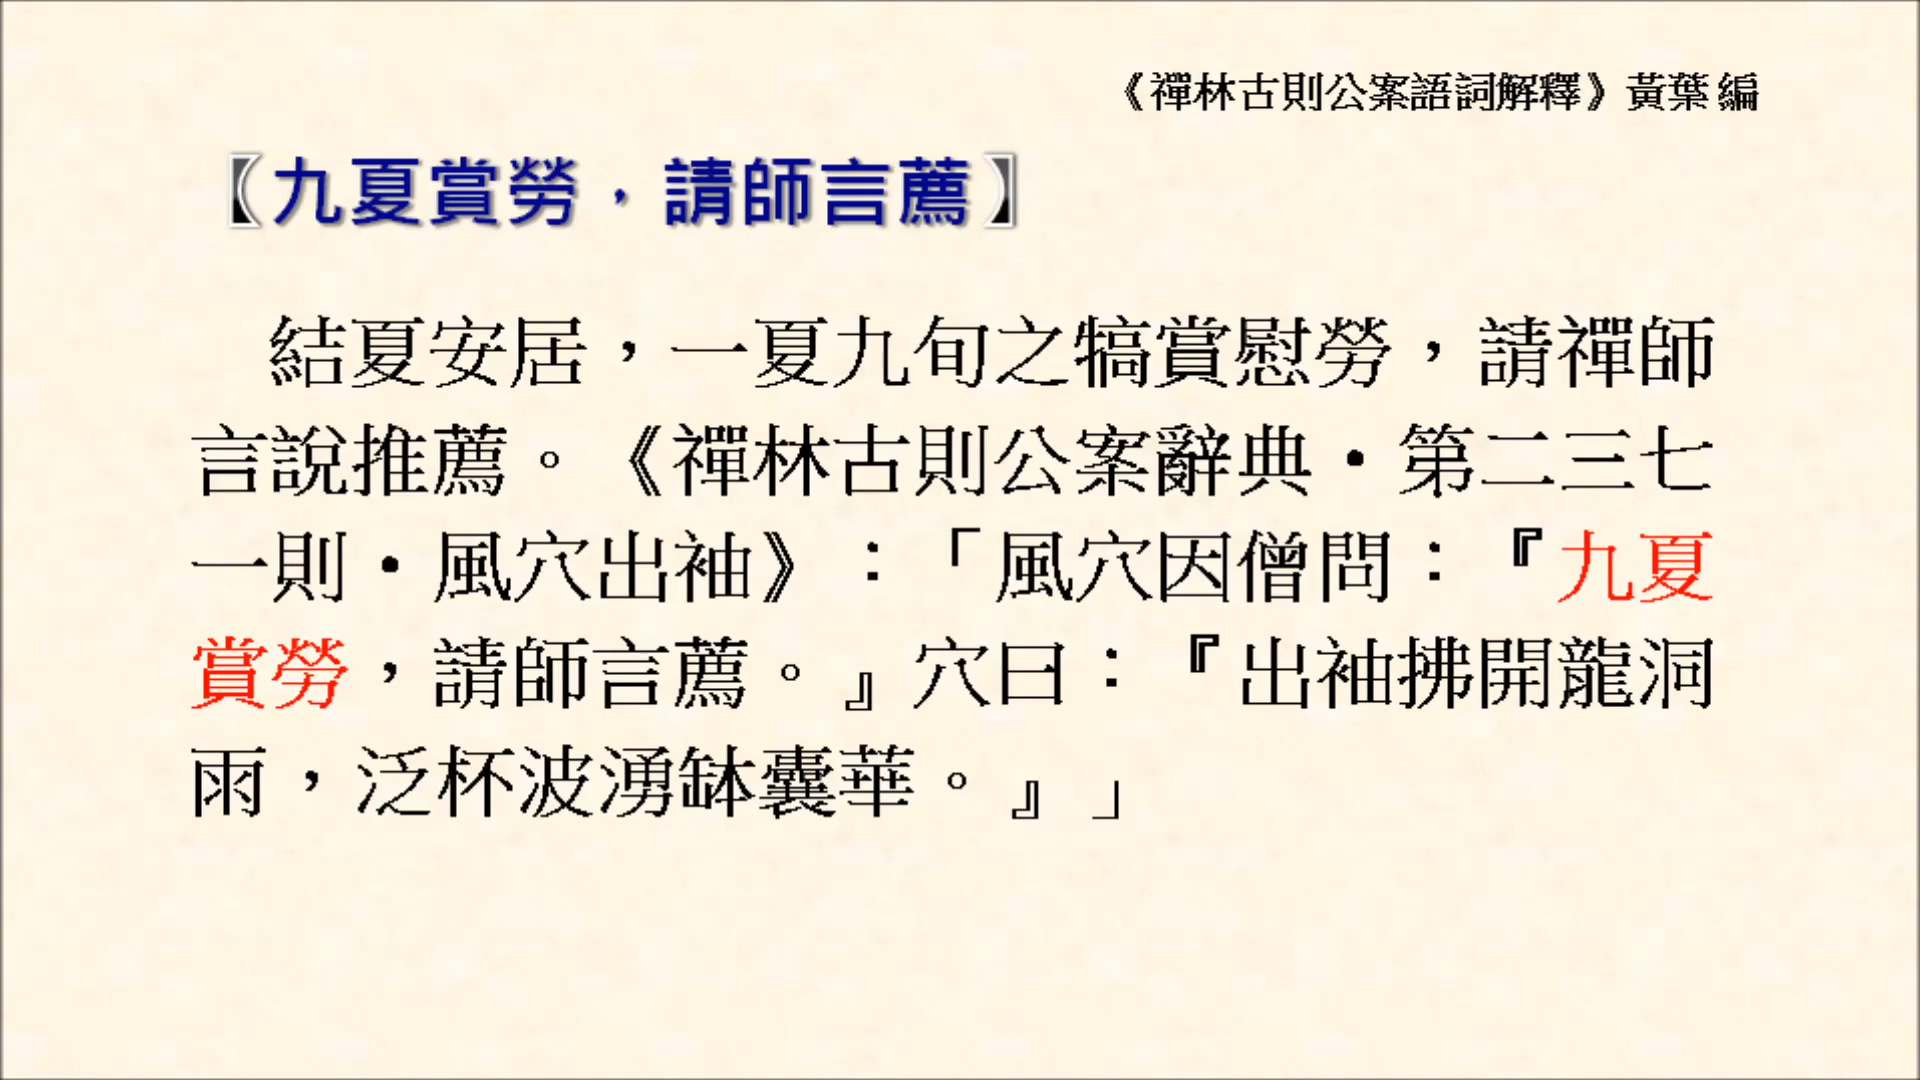 《禪林古則公案語詞解釋》黃葉 編
【九夏賞勞，請師言薦】
結夏安居，一夏九旬之犒賞慰勞，請禪師
言說推薦。《禪林古則公案辭典・第二三七
一則・風穴出袖》：「風穴因僧問：『九夏
賞勞，請師言薦。』穴曰：『出袖拂開龍洞
雨，泛杯波湧缽囊華。』」